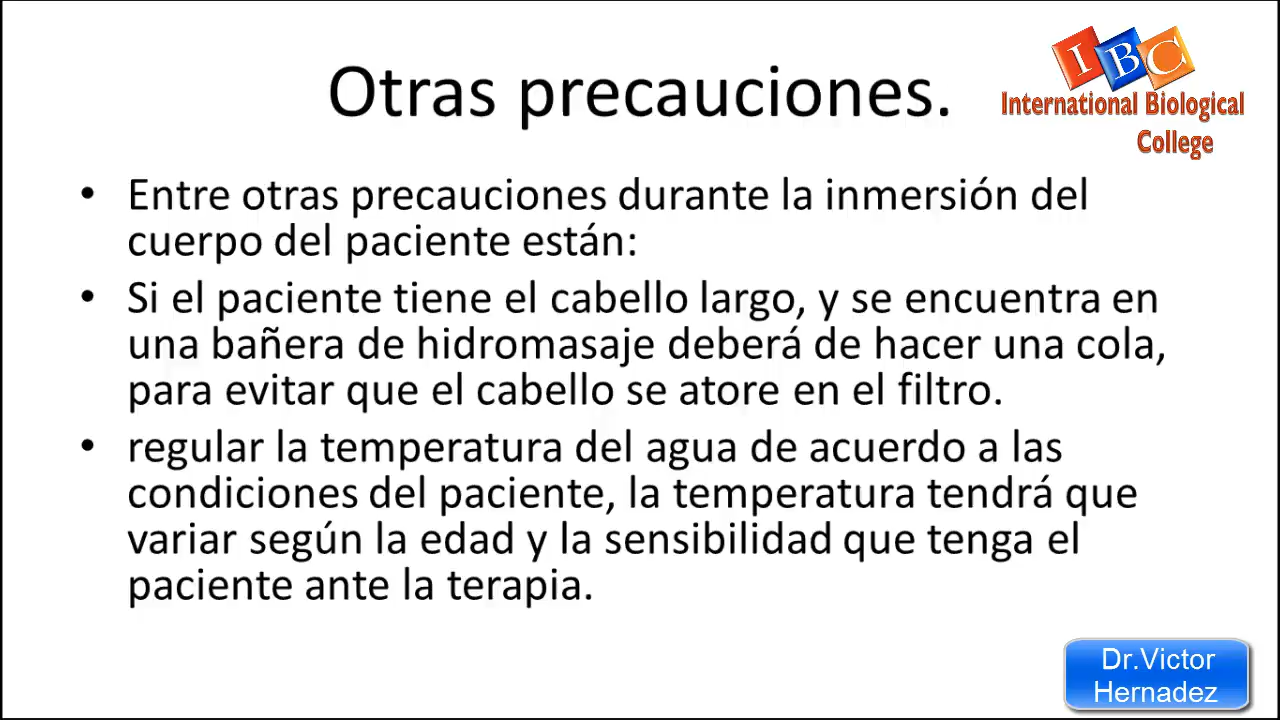 Otras precauciones.
IBC
International Biological
College
• Entre otras precauciones durante la inmersión del
cuerpo del paciente están:
• Si el paciente tiene el cabello largo, y se encuentra en
una bañera de hidromasaje deberá de hacer una cola,
para evitar que el cabello se atore en el filtro.
• regular la temperatura del agua de acuerdo a las
condiciones del paciente, la temperatura tendrá que
variar según la edad y la sensibilidad que tenga el
paciente ante la terapia.
Dr.Victor
Hernadez